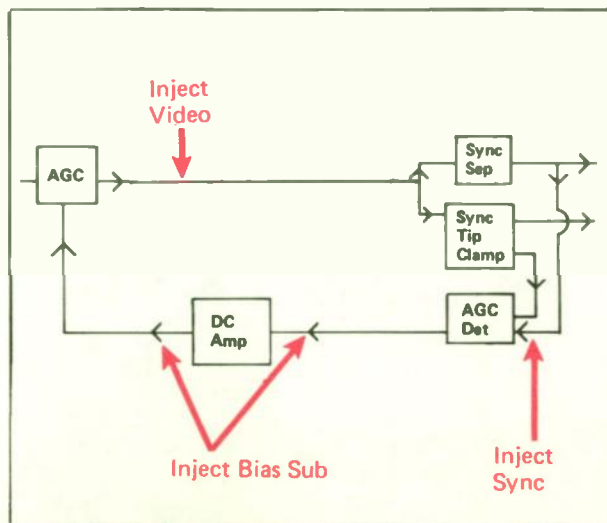 Inject
Video
AGC
Sync
Sep
Sync
Tip
Clamp
DC
Amp
AGC
Det
Inject Bias Sub
Inject
Sync